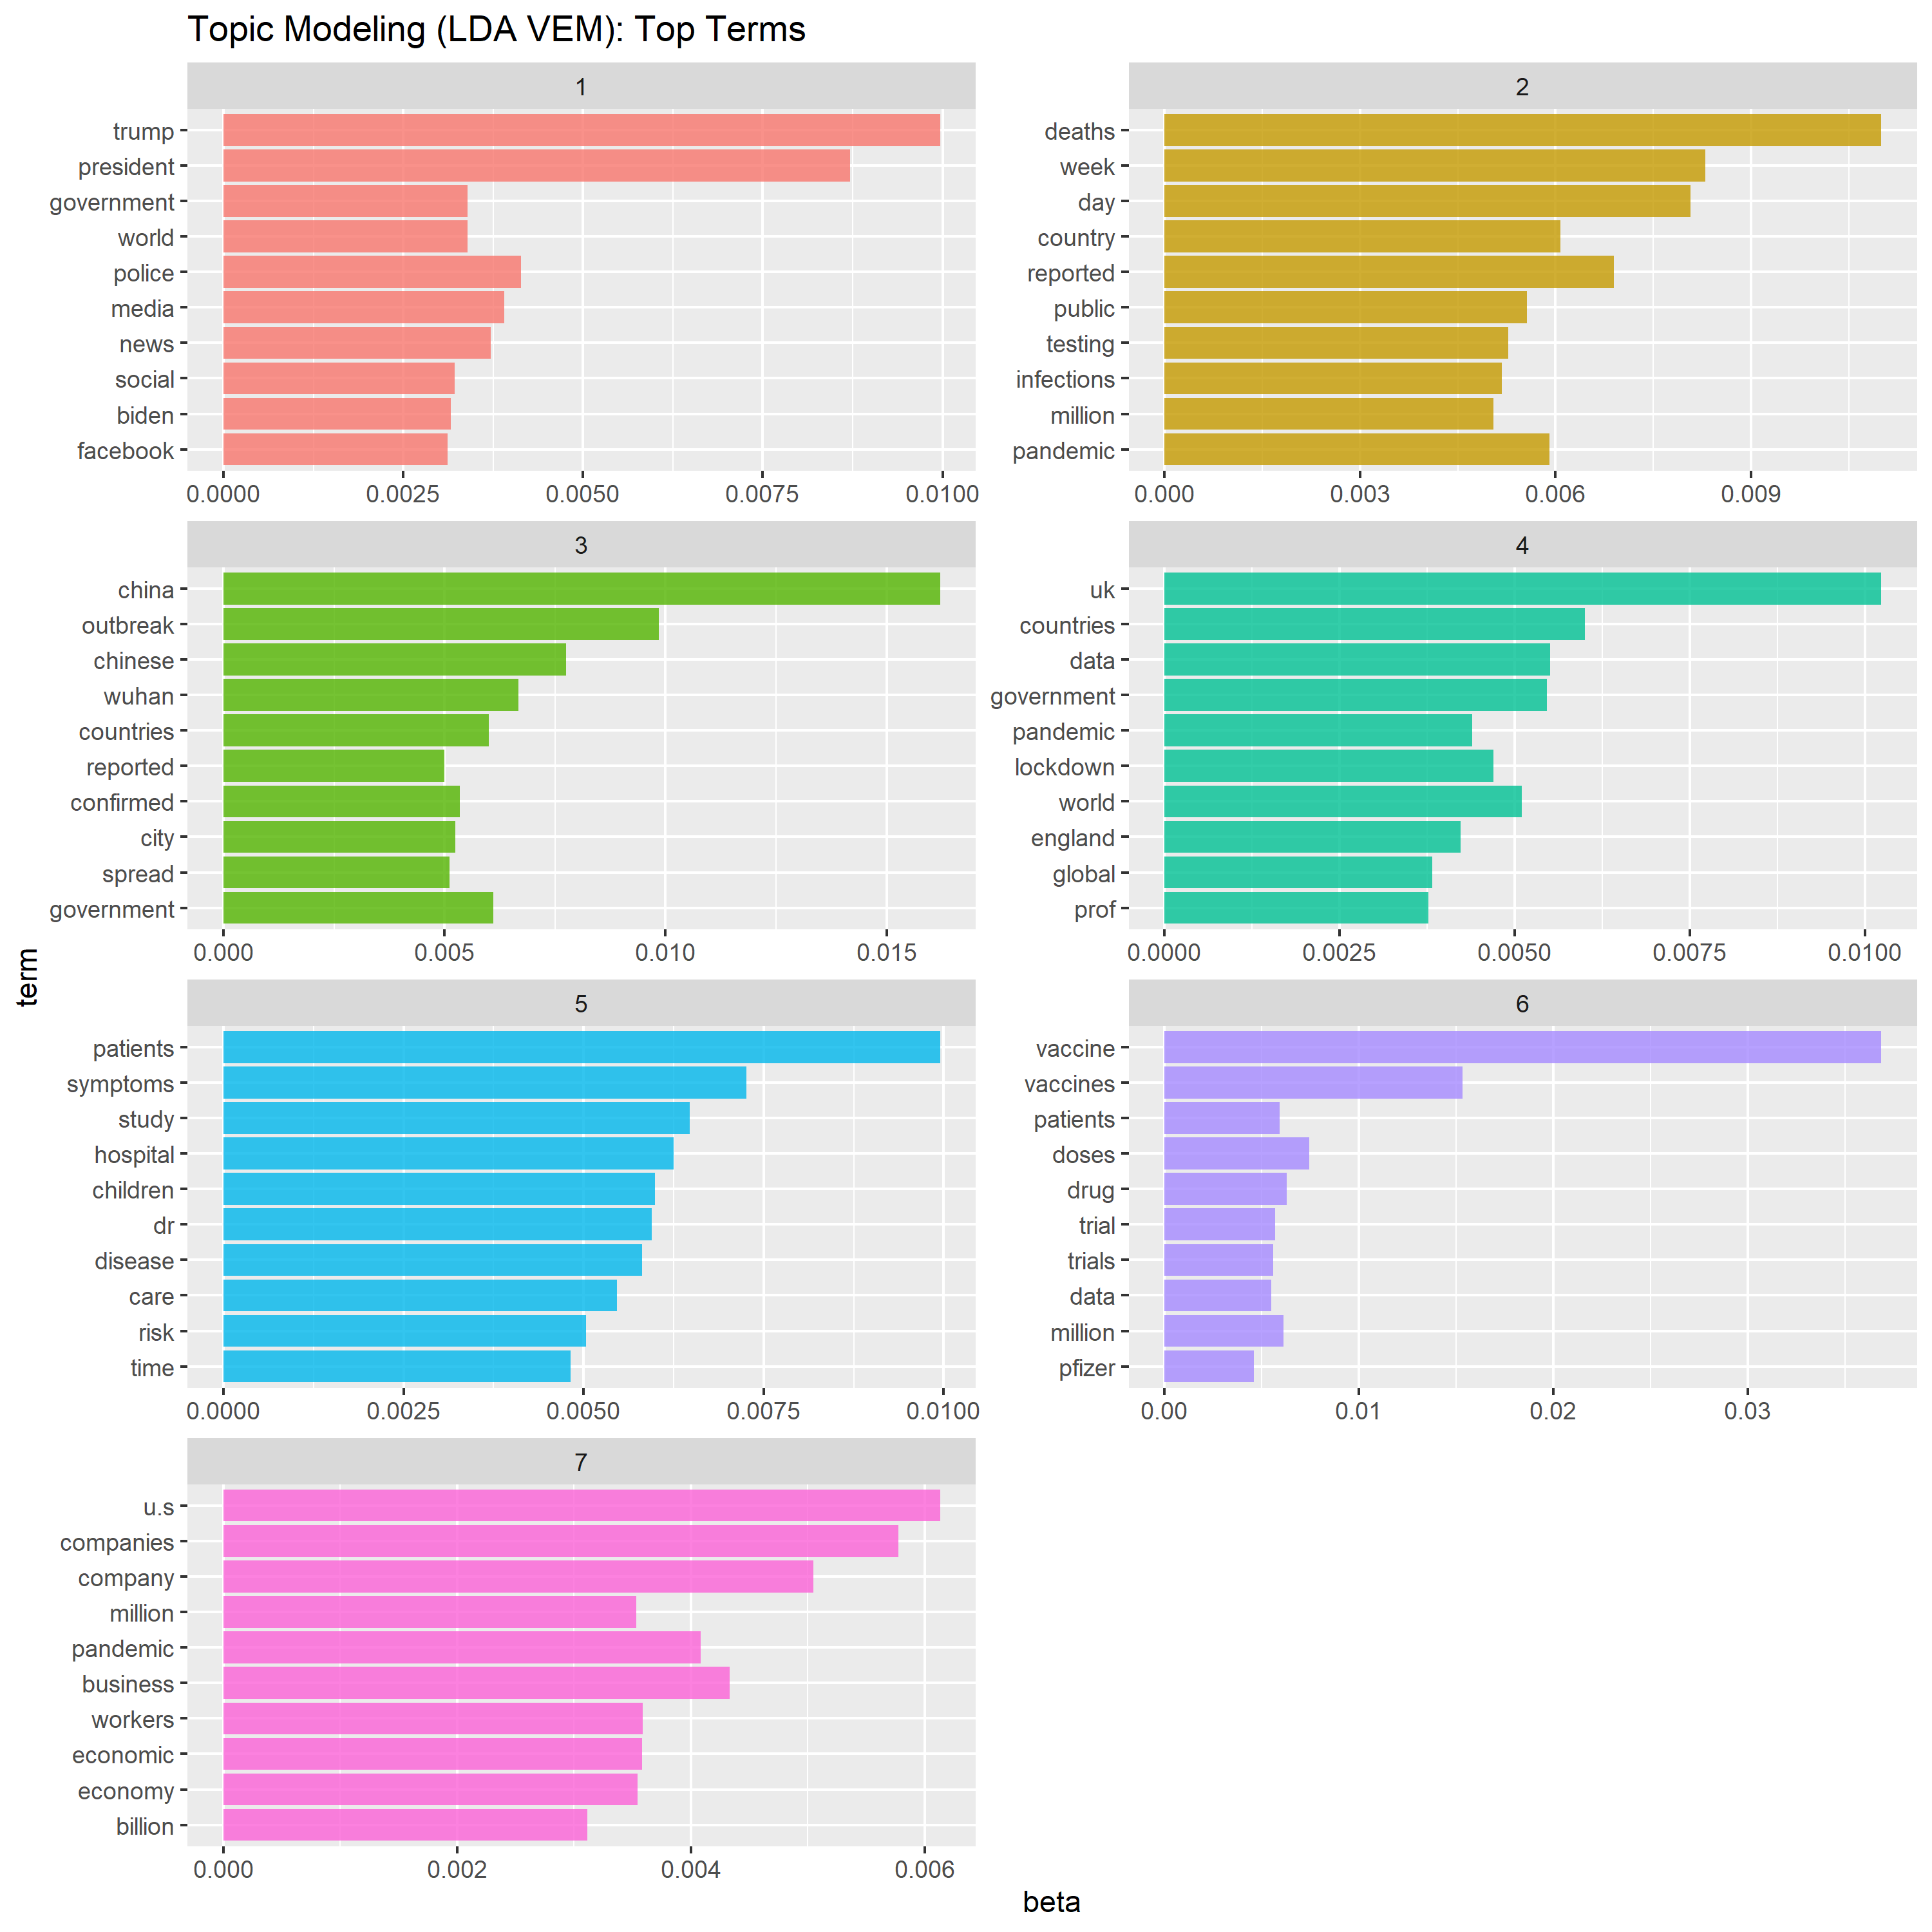 Topic Modeling (LDA VEM): Top Terms
1
trump
president
government
world
police
media
news
social
biden
facebook
0.0000 0.0025 0.0050 0.0075 0.0100
2
deaths
week
day
country
reported
public
testing
infections
million
pandemic
0.000 0.003 0.006 0.009
3
china
outbreak
chinese
wuhan
countries
reported
confirmed
city
spread
government
0.000 0.005 0.010 0.015
4
uk
countries
data
government
pandemic
lockdown
world
england
global
prof
0.0000 0.0025 0.0050 0.0075 0.0100
term
5
patients
symptoms
study
hospital
children
dr
disease
care
risk
time
0.0000 0.0025 0.0050 0.0075 0.0100
6
vaccine
vaccines
patients
doses
drug
trial
trials
data
million
pfizer
0.00 0.01 0.02 0.03
7
u.s
companies
company
million
pandemic
business
workers
economic
economy
billion
0.000 0.002 0.004 0.006
beta